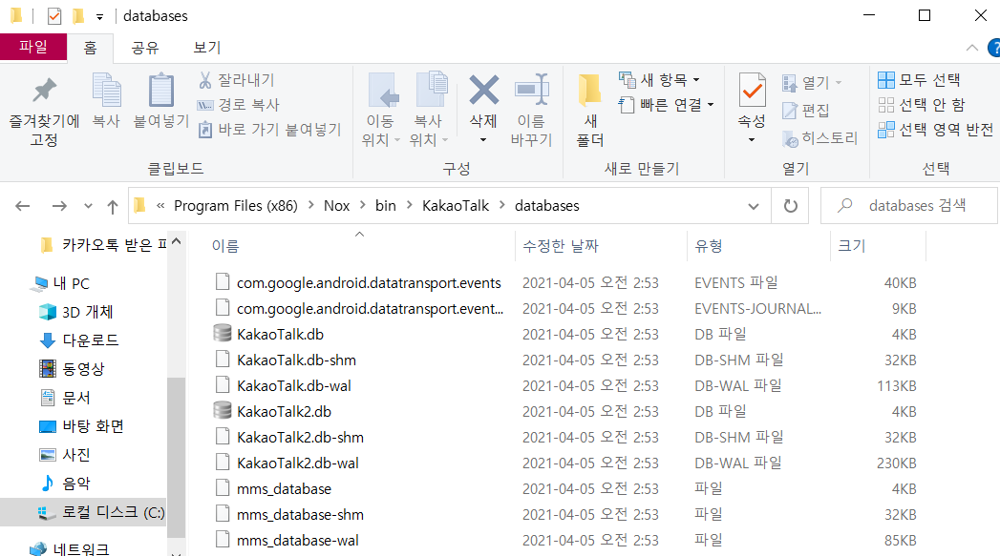 databases
파일 홈 공유 보기
즐겨찾기에 고정
복사
붙여넣기
잘라내기
경로 복사
바로 가기 붙여넣기
클립보드
이동 위치
복사 위치
삭제
이름 바꾸기
구성
새 폴더
새 항목
빠른 연결
새로 만들기
속성
열기
편집
히스토리
열기
모두 선택
선택 안 함
선택 영역 반전
선택
« Program Files (x86) > Nox > bin > KakaoTalk > databases
databases 검색
카카오톡 받은 파
내 PC
3D 개체
다운로드
동영상
문서
바탕 화면
사진
음악
로컬 디스크 (C:)
네트워크
이름 수정한 날짜 유형 크기
com.google.android.datatransport.events 2021-04-05 오전 2:53 EVENTS 파일 40KB
com.google.android.datatransport.event... 2021-04-05 오전 2:53 EVENTS-JOURNAL... 9KB
KakaoTalk.db 2021-04-05 오전 2:53 DB 파일 4KB
KakaoTalk.db-shm 2021-04-05 오전 2:53 DB-SHM 파일 32KB
KakaoTalk.db-wal 2021-04-05 오전 2:53 DB-WAL 파일 113KB
KakaoTalk2.db 2021-04-05 오전 2:53 DB 파일 4KB
KakaoTalk2.db-shm 2021-04-05 오전 2:53 DB-SHM 파일 32KB
KakaoTalk2.db-wal 2021-04-05 오전 2:53 DB-WAL 파일 230KB
mms_database 2021-04-05 오전 2:53 파일 4KB
mms_database-shm 2021-04-05 오전 2:53 파일 32KB
mms_database-wal 2021-04-05 오전 2:53 파일 85KB